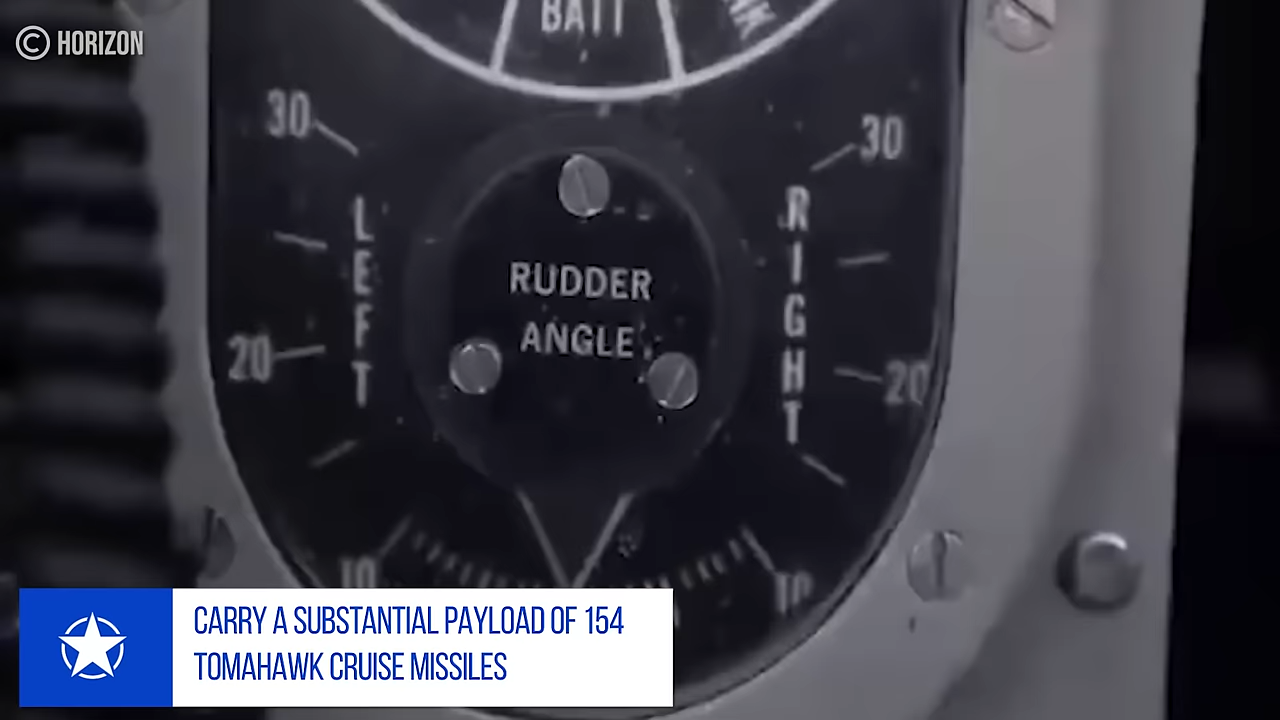 © HORIZON
BATT
30
30
LEFT
RIGHT
RUDDER
ANGLE
20
20
10
10
CARRY A SUBSTANTIAL PAYLOAD OF 154
TOMAHAWK CRUISE MISSILES